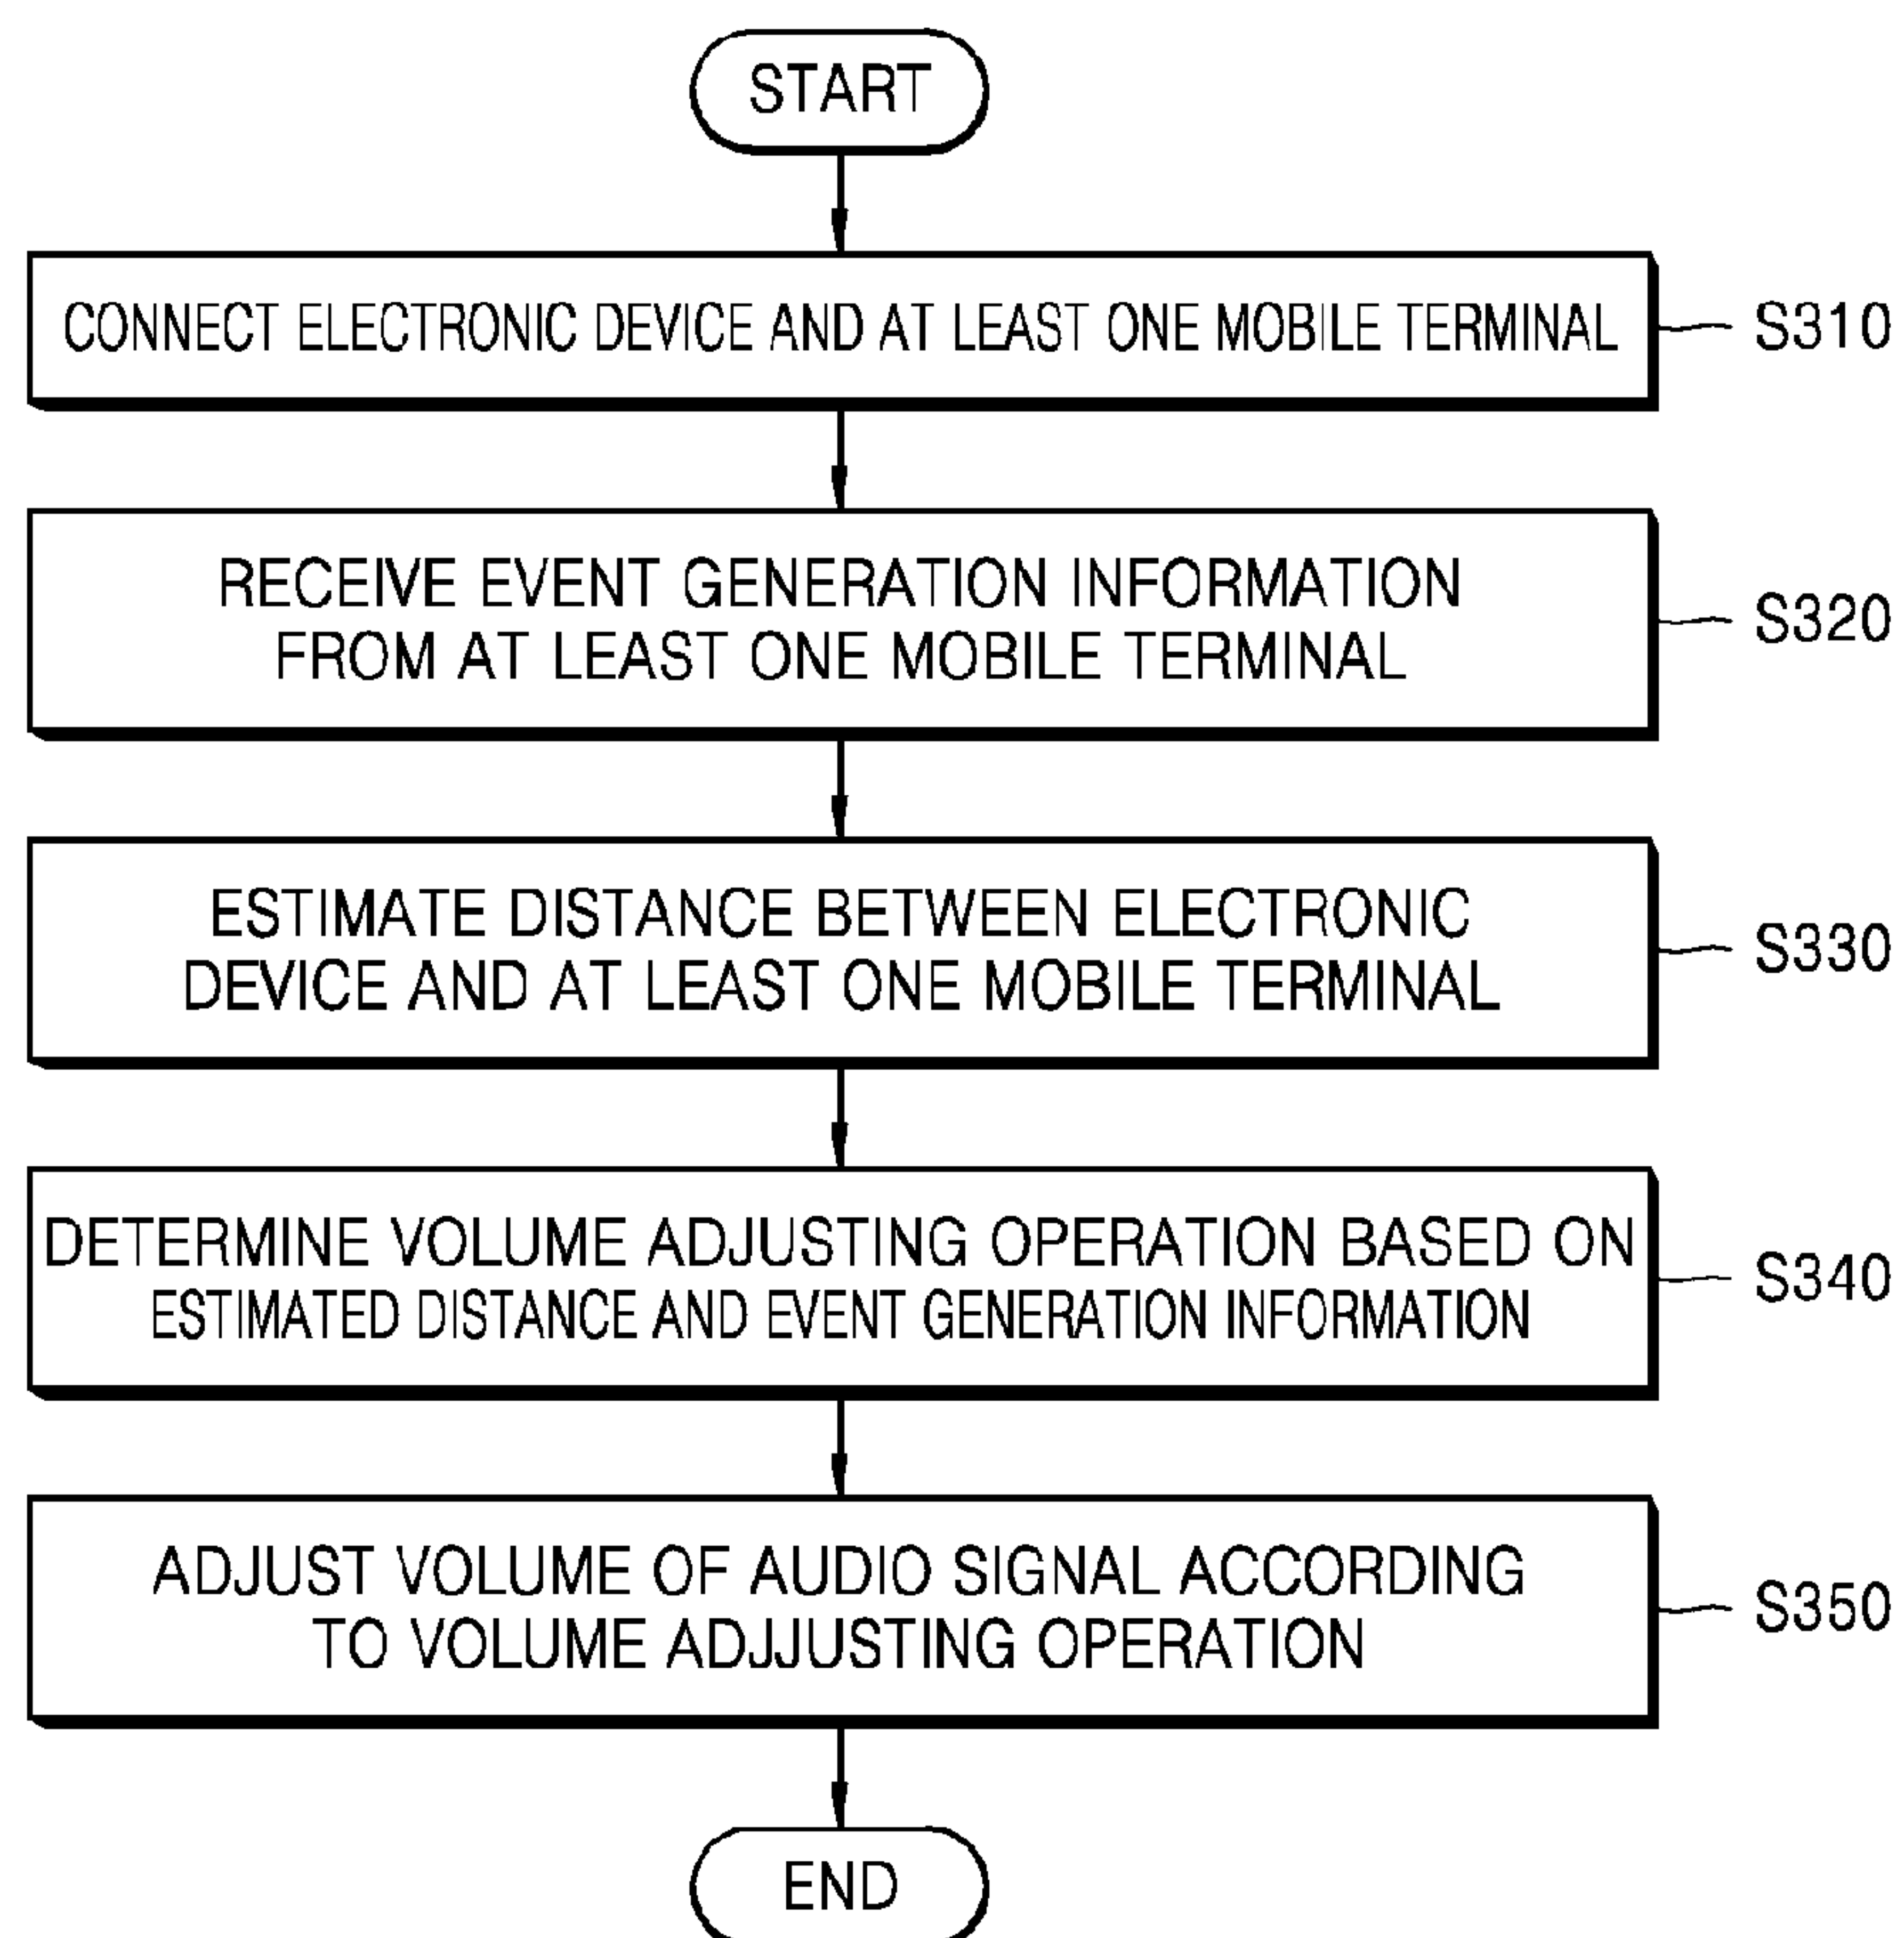 START
CONNECT ELECTRONIC DEVICE AND AT LEAST ONE MOBILE TERMINAL
S310
RECEIVE EVENT GENERATION INFORMATION
FROM AT LEAST ONE MOBILE TERMINAL
S320
ESTIMATE DISTANCE BETWEEN ELECTRONIC
DEVICE AND AT LEAST ONE MOBILE TERMINAL
S330
DETERMINE VOLUME ADJUSTING OPERATION BASED ON
ESTIMATED DISTANCE AND EVENT GENERATION INFORMATION
S340
ADJUST VOLUME OF AUDIO SIGNAL ACCORDING
TO VOLUME ADJJUSTING OPERATION
S350
END